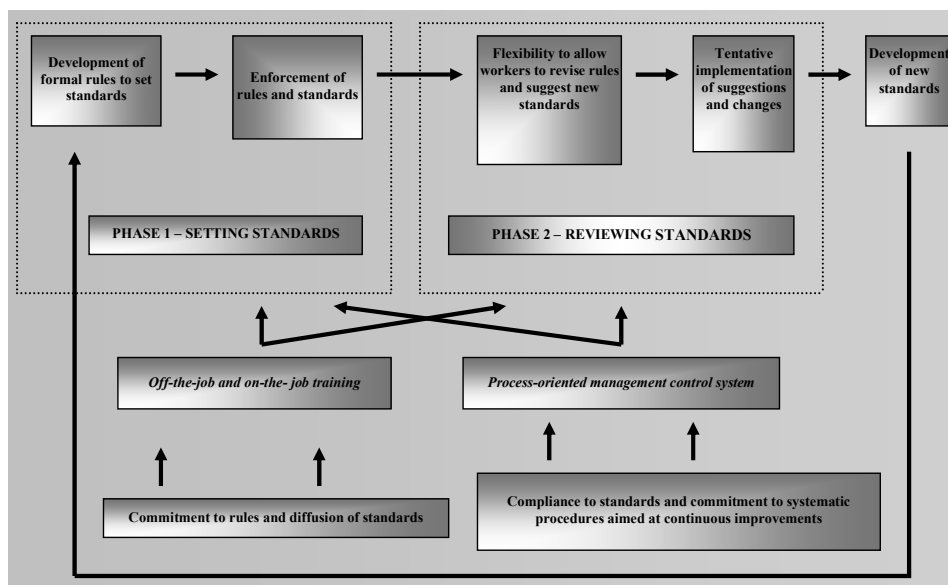 Development of
formal rules to set
standards
Enforcement of
rules and standards
Flexibility to allow
workers to revise rules
and suggest new
standards
Tentative
implementation
of suggestions
and changes
Development
of new
standards
PHASE 1 – SETTING STANDARDS
PHASE 2 – REVIEWING STANDARDS
Off-the-job and on-the- job training
Process-oriented management control system
Commitment to rules and diffusion of standards
Compliance to standards and commitment to systematic
procedures aimed at continuous improvements